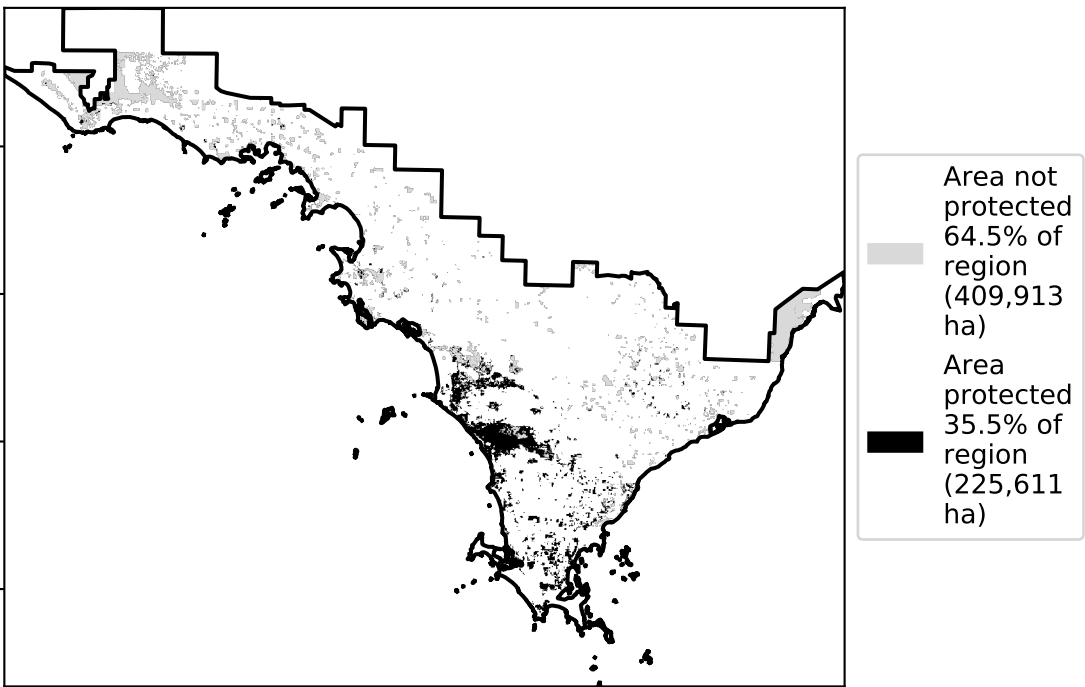 Area not
protected
64.5% of
region
(409,913
ha)
Area
protected
35.5% of
region
(225,611
ha)